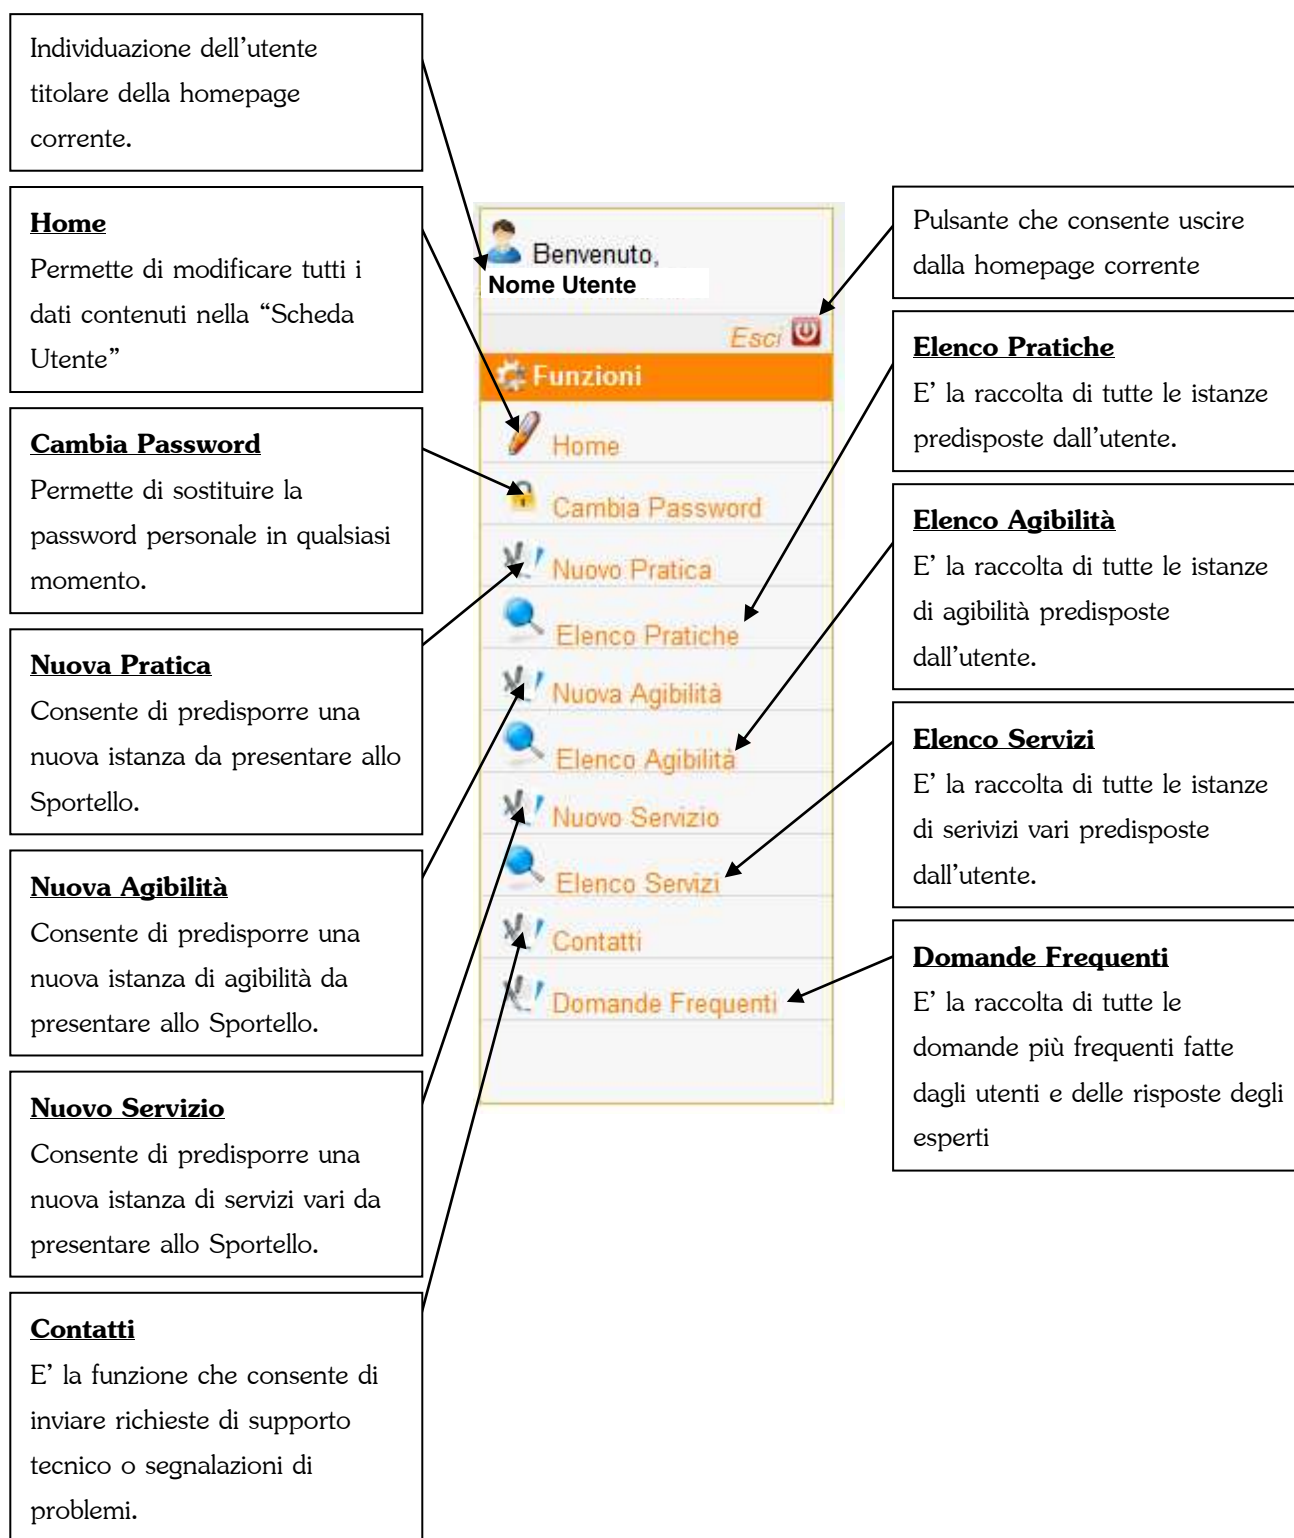 Individuazione dell’utente
titolare della homepage
corrente.
Home
Permette di modificare tutti i
dati contenuti nella “Scheda
Utente”
Cambia Password
Permette di sostituire la
password personale in qualsiasi
momento.
Nuova Pratica
Consente di predisporre una
nuova istanza da presentare allo
Sportello.
Nuova Agibilità
Consente di predisporre una
nuova istanza di agibilità da
presentare allo Sportello.
Nuovo Servizio
Consente di predisporre una
nuova istanza di servizi vari da
presentare allo Sportello.
Contatti
E’ la funzione che consente di
inviare richieste di supporto
tecnico o segnalazioni di
problemi.
Benvenuto,
Nome Utente
Esci
Funzioni
Home
Cambia Password
Nuovo Pratica
Elenco Pratiche
Nuova Agibilità
Elenco Agibilità
Nuovo Servizio
Elenco Servizi
Contatti
Domande Frequenti
Pulsante che consente uscire
dalla homepage corrente
Elenco Pratiche
E’ la raccolta di tutte le istanze
predisposte dall’utente.
Elenco Agibilità
E’ la raccolta di tutte le istanze
di agibilità predisposte
dall’utente.
Elenco Servizi
E’ la raccolta di tutte le istanze
di serivizi vari predisposte
dall’utente.
Domande Frequenti
E’ la raccolta di tutte le
domande più frequenti fatte
dagli utenti e delle risposte degli
esperti